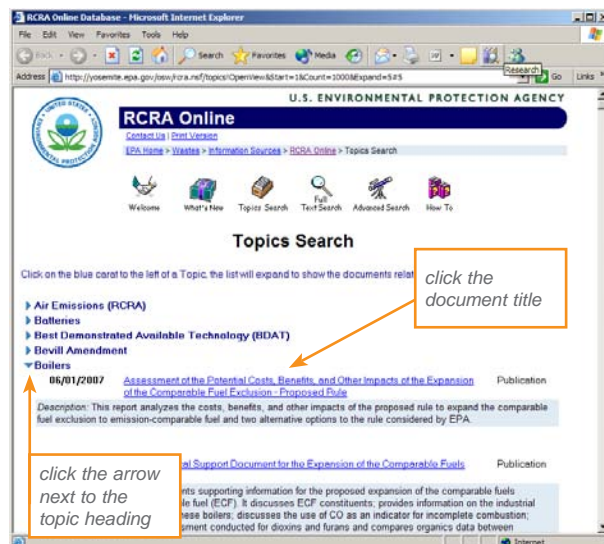 RCRA Online Database - Microsoft Internet Explorer
File Edit View Favorites Tools Help
Back Search Favorites Media
Research
Address http://yosemite.epa.gov/osw/rcra.nsf/topics!OpenView&Start=1&Count=1000&Expand=5#5 Go Links
U.S. ENVIRONMENTAL PROTECTION AGENCY
RCRA Online
Contact Us | Print Version
EPA Home > Wastes > Information Sources > RCRA Online > Topics Search
Welcome What's New Topics Search Full Text Search Advanced Search How To
Topics Search
Click on the blue carat to the left of a Topic, the list will expand to show the documents
click the
document title
Air Emissions (RCRA)
Batteries
Best Demonstrated Available Technology (BDAT)
Bevill Amendment
Boilers
06/01/2007 Assessment of the Potential Costs, Benefits, and Other Impacts of the Expansion Publication
of the Comparable Fuel Exclusion - Proposed Rule
Description: This report analyzes the costs, benefits, and other impacts of the proposed rule to expand the comparable
fuel exclusion to emission-comparable fuel and two alternative options to the rule considered by EPA.
click the arrow
next to the
topic heading
Support Document for the Expansion of the Comparable Fuels Publication
supporting information for the proposed expansion of the comparable fuels
fuel (ECF). It discusses ECF constituents; provides information on the industrial
boilers; discusses the use of CO as an indicator for incomplete combustion;
conducted for dioxins and furans and compares organics data between
Internet